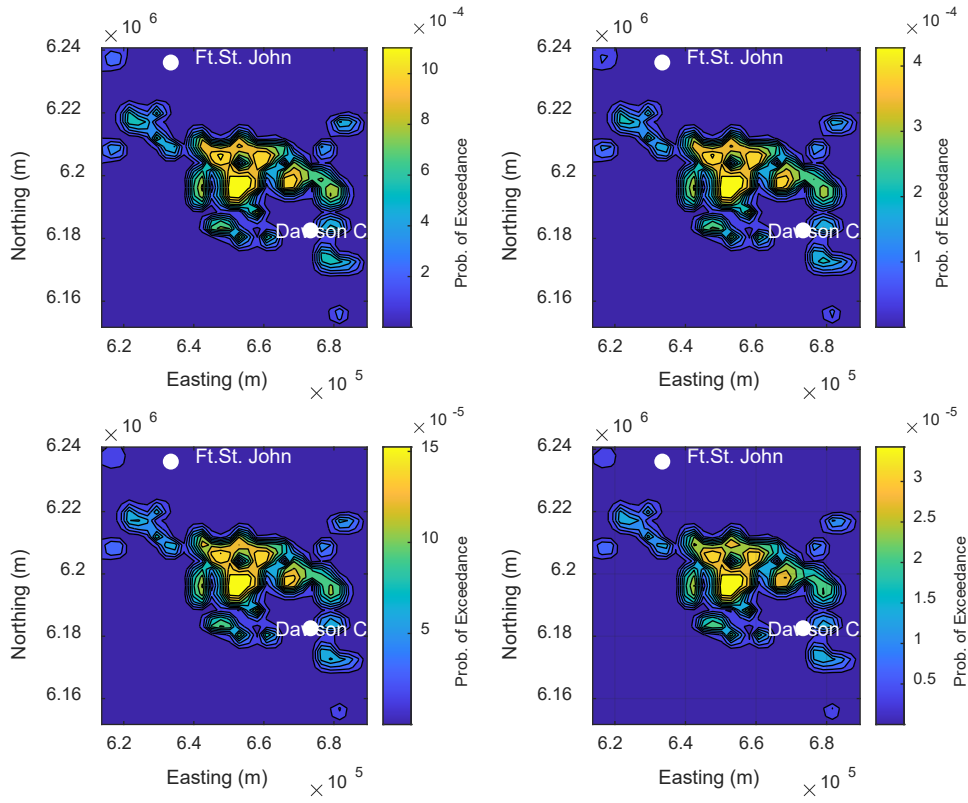 × 10 6
× 10 -4
6.24
6.22
6.2
6.18
6.16
Northing (m)
Ft.St. John
Dawson C
6.2
6.4
6.6
6.8
Easting (m)
× 10 5
10
8
6
4
2
Prob. of Exceedance
× 10 6
× 10 -4
6.24
6.22
6.2
6.18
6.16
Northing (m)
Ft.St. John
Dawson C
6.2
6.4
6.6
6.8
Easting (m)
× 10 5
4
3
2
1
Prob. of Exceedance
× 10 6
× 10 -5
6.24
6.22
6.2
6.18
6.16
Northing (m)
Ft.St. John
Dawson C
6.2
6.4
6.6
6.8
Easting (m)
× 10 5
15
10
5
Prob. of Exceedance
× 10 6
× 10 -5
6.24
6.22
6.2
6.18
6.16
Northing (m)
Ft.St. John
Dawson C
6.2
6.4
6.6
6.8
Easting (m)
× 10 5
3
2.5
2
1.5
1
0.5
Prob. of Exceedance